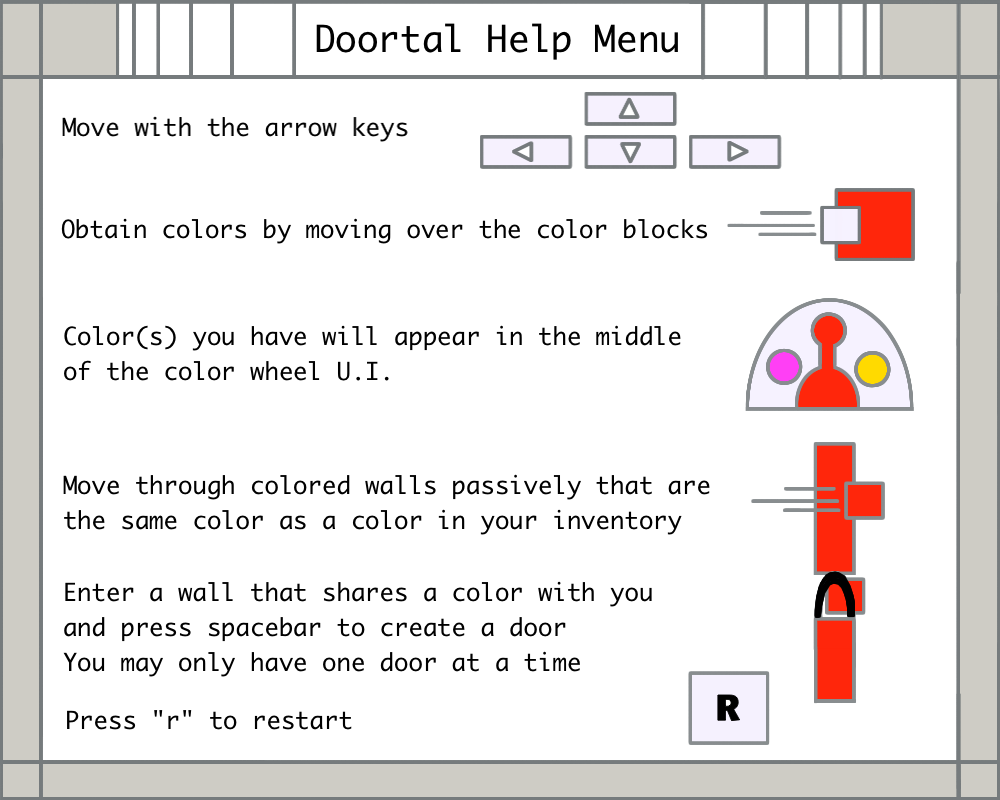 Doortal Help Menu
Move with the arrow keys
Obtain colors by moving over the color blocks
Color(s) you have will appear in the middle
of the color wheel U.I.
Move through colored walls passively that are
the same color as a color in your inventory
Enter a wall that shares a color with you
and press spacebar to create a door
You may only have one door at a time
Press "r" to restart
R